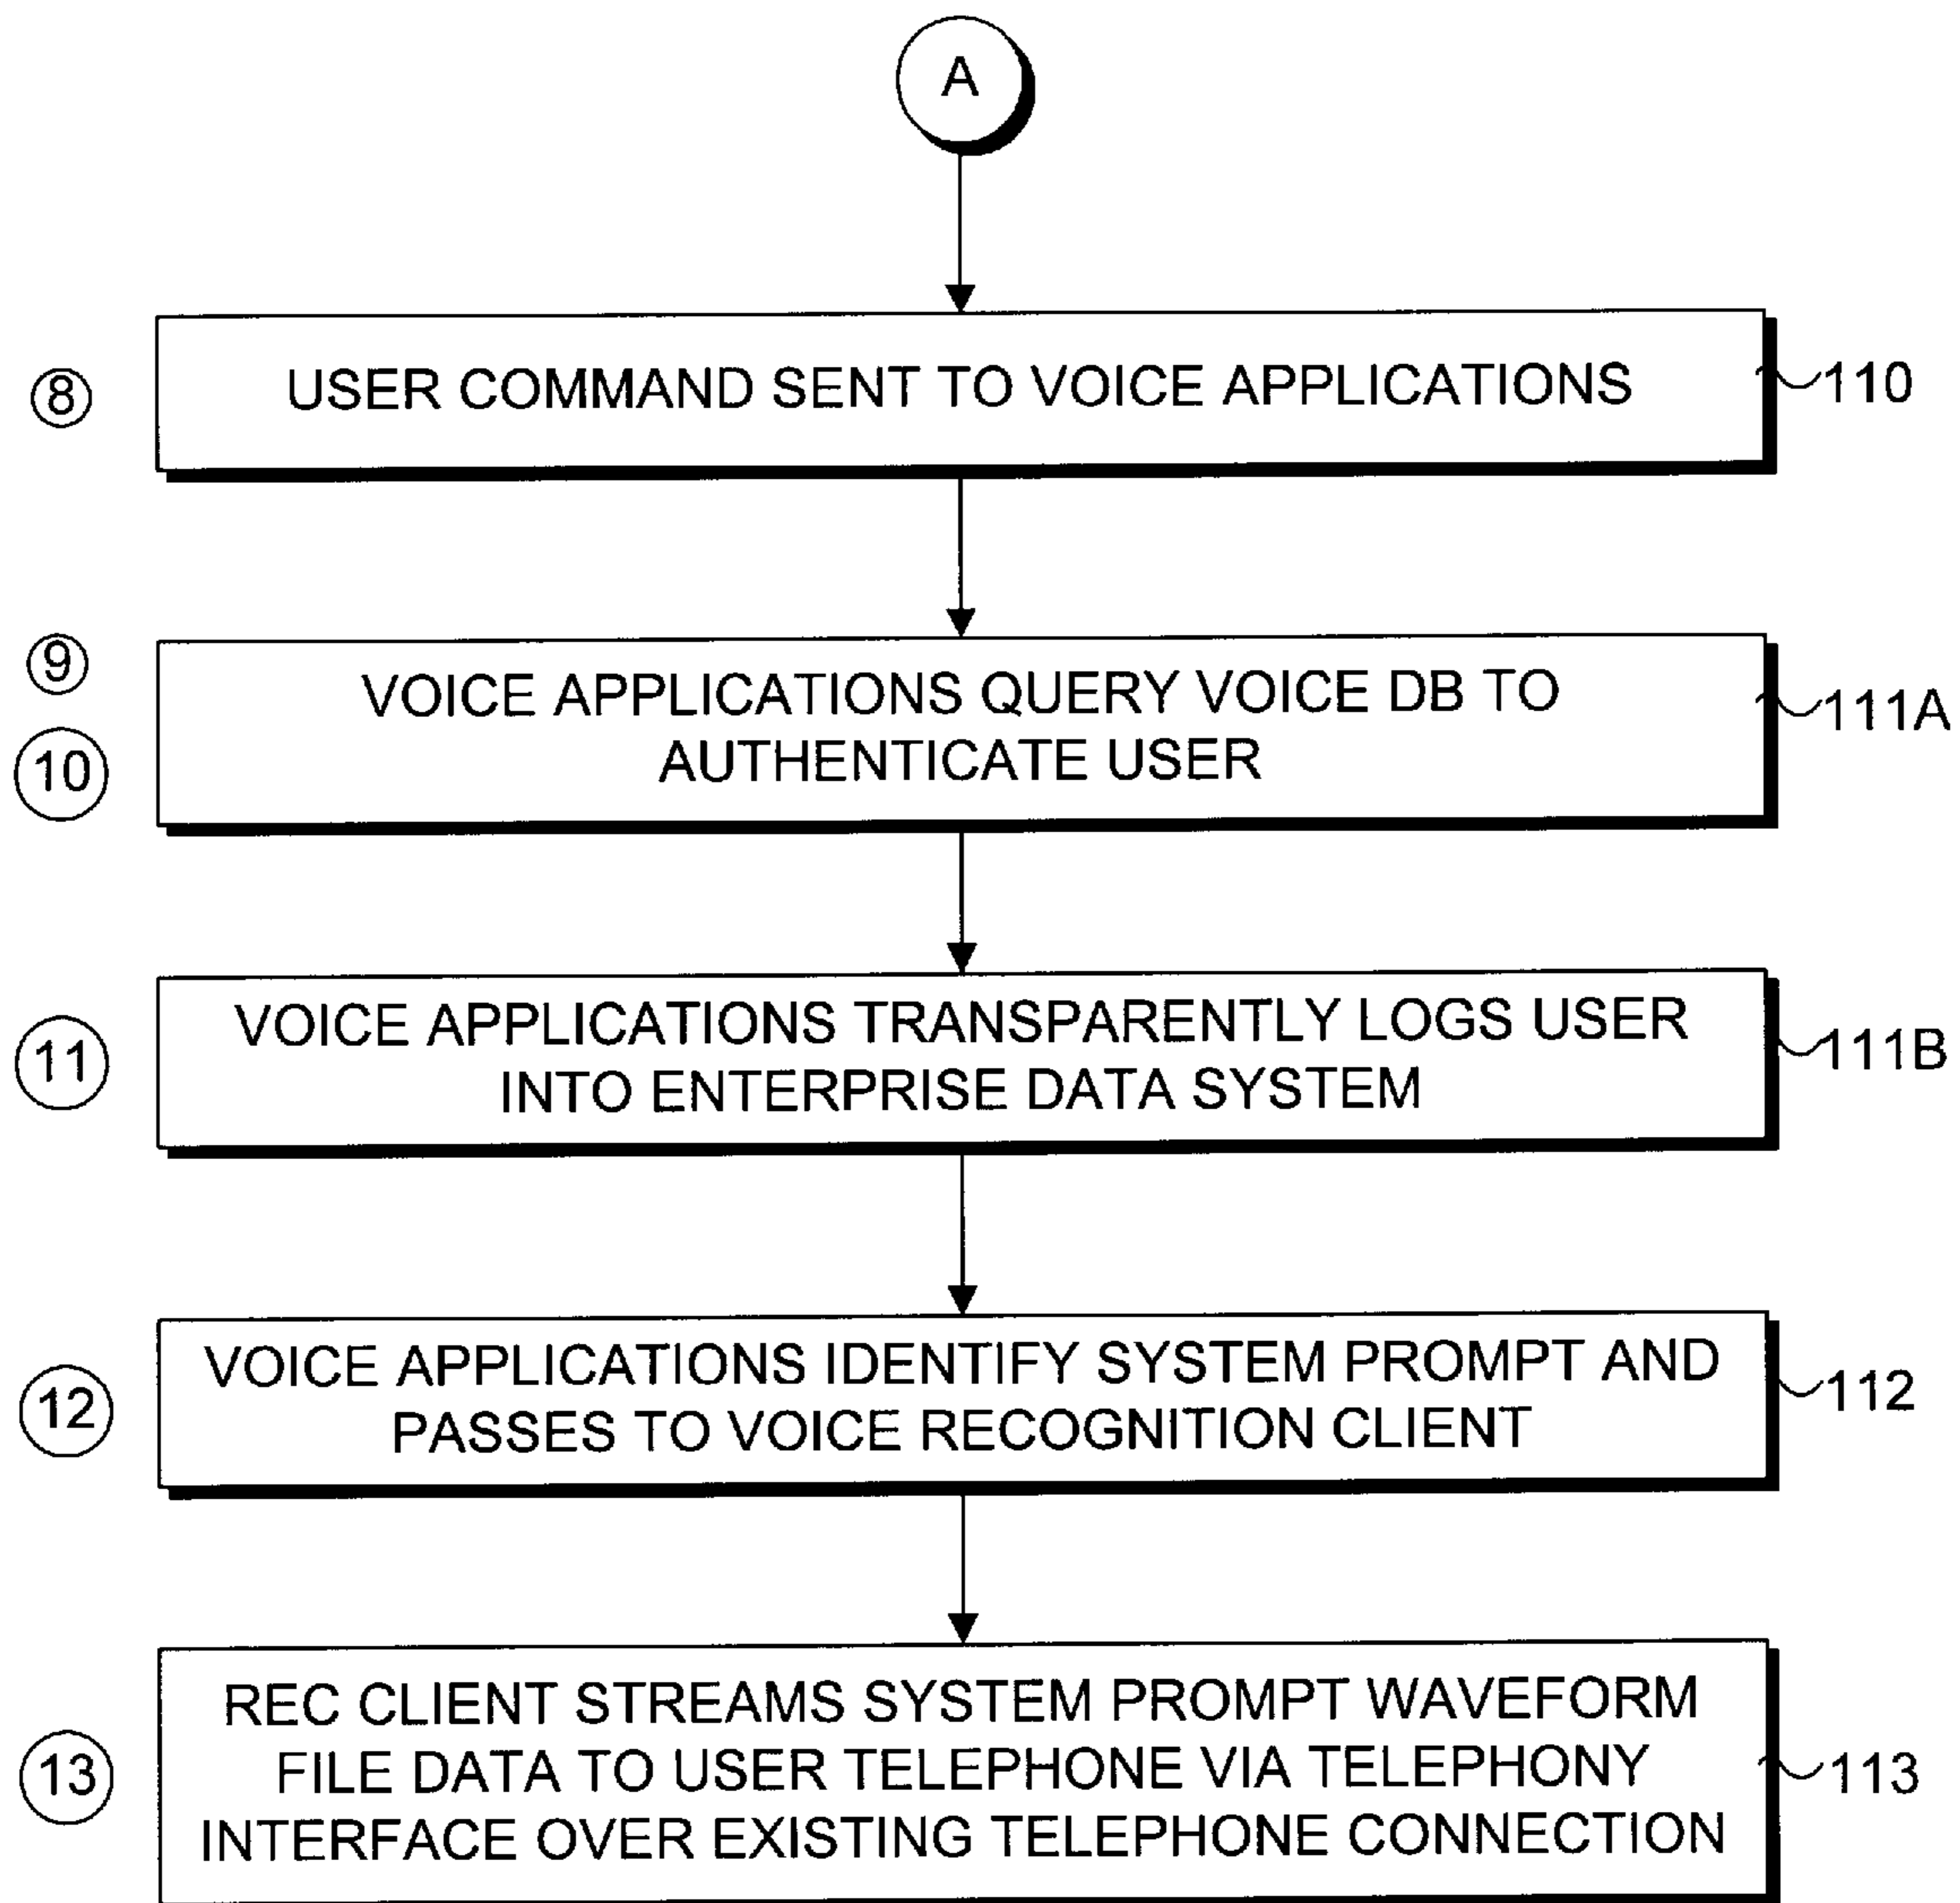 A
8
USER COMMAND SENT TO VOICE APPLICATIONS
110
9
10
VOICE APPLICATIONS QUERY VOICE DB TO
AUTHENTICATE USER
111A
11
VOICE APPLICATIONS TRANSPARENTLY LOGS USER
INTO ENTERPRISE DATA SYSTEM
111B
12
VOICE APPLICATIONS IDENTIFY SYSTEM PROMPT AND
PASSES TO VOICE RECOGNITION CLIENT
112
13
REC CLIENT STREAMS SYSTEM PROMPT WAVEFORM
FILE DATA TO USER TELEPHONE VIA TELEPHONY
INTERFACE OVER EXISTING TELEPHONE CONNECTION
113